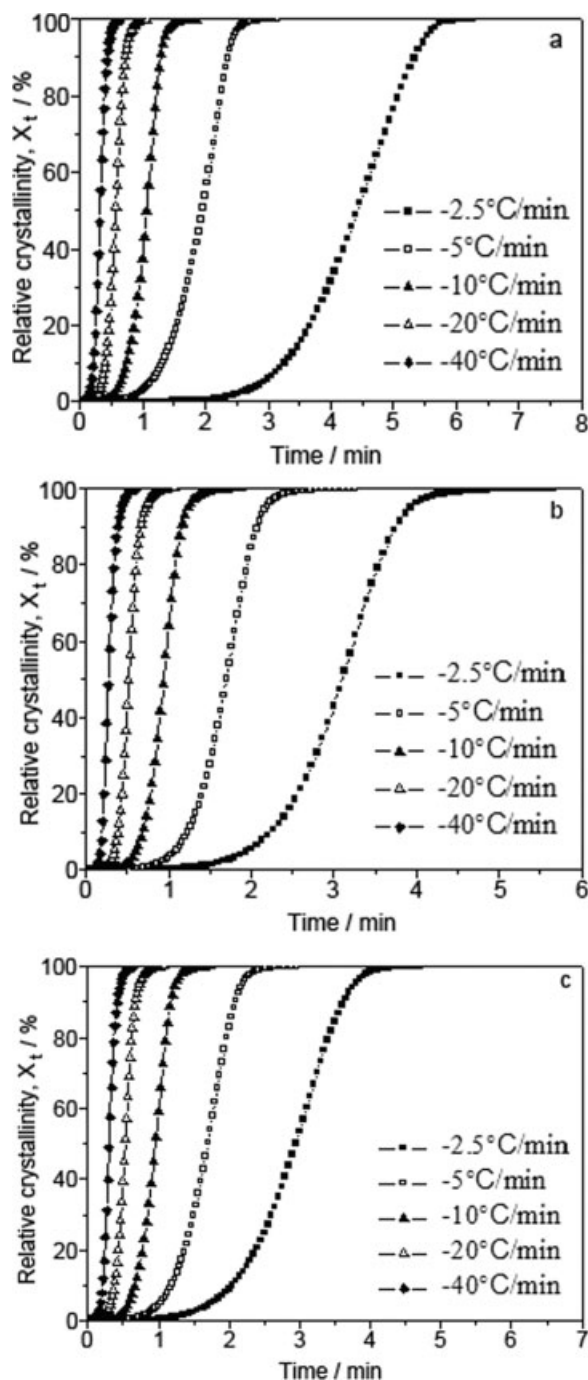 100
80
60
40
20
0
Relative crystallinity, X_t / %
a
-2.5°C/min
-5°C/min
-10°C/min
-20°C/min
-40°C/min
0 1 2 3 4 5 6 7 8
Time / min
100
80
60
40
20
0
Relative crystallinity, X_t / %
b
-2.5°C/min
-5°C/min
-10°C/min
-20°C/min
-40°C/min
0 1 2 3 4 5 6
Time / min
100
80
60
40
20
0
Relative crystallinity, X_t / %
c
-2.5°C/min
-5°C/min
-10°C/min
-20°C/min
-40°C/min
0 1 2 3 4 5 6 7
Time / min